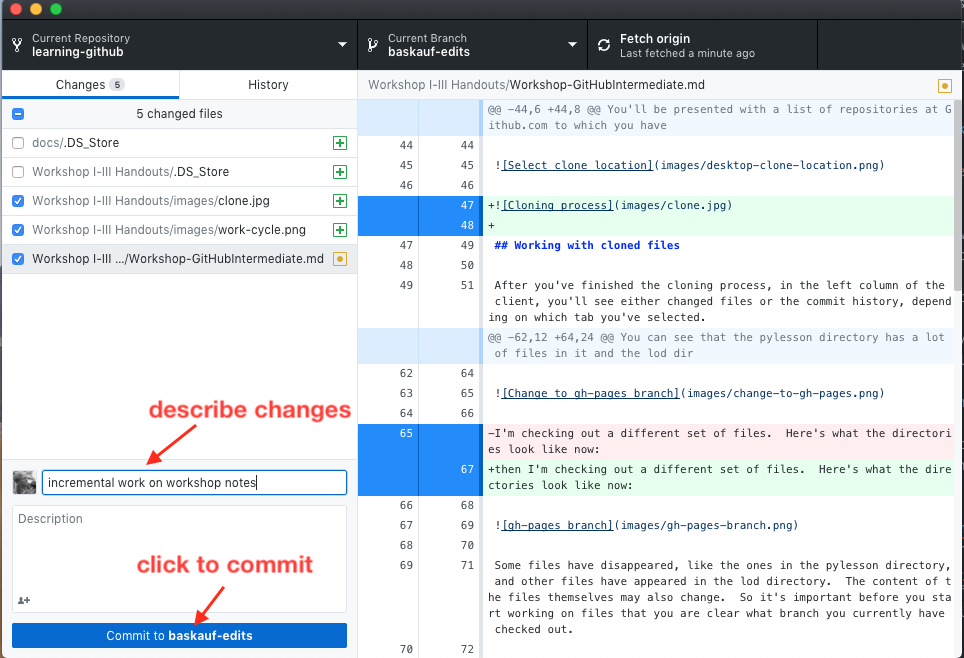 Current Repository
learning-github
Current Branch
baskauf-edits
Fetch origin
Last fetched a minute ago
Changes 5
History
Workshop I-III Handouts/Workshop-GitHubIntermediate.md
5 changed files
docs/.DS_Store
Workshop I-III Handouts/.DS_Store
Workshop I-III Handouts/images/clone.jpg
Workshop I-III Handouts/images/work-cycle.png
Workshop I-III .../Workshop-GitHubIntermediate.md
describe changes
incremental work on workshop notes
Description
click to commit
Commit to baskauf-edits
@@ -44,6 +44,8 @@ You'll be presented with a list of repositories at G
ithub.com to which you have
44 44
45 45 ![Select clone location](images/desktop-clone-location.png)
46 46
47 +![Cloning process](images/clone.jpg)
48 +
47 49 ## Working with cloned files
48 50
49 51 After you've finished the cloning process, in the left column of the
client, you'll see either changed files or the commit history, depend
ing on which tab you've selected.
@@ -62,12 +64,24 @@ You can see that the pylesson directory has a lot
of files in it and the lod dir
62 64
63 65 ![Change to gh-pages branch](images/change-to-gh-pages.png)
64 66
65 -I'm checking out a different set of files.  Here's what the directori
es look like now:
67 +then I'm checking out a different set of files.  Here's what the dire
ctories look like now:
66 68
67 69 ![gh-pages branch](images/gh-pages-branch.png)
68 70
69 71 Some files have disappeared, like the ones in the pylesson directory,
and other files have appeared in the lod directory.  The content of t
he files themselves may also change.  So it's important before you sta
rt working on files that you are clear what branch you currently have
checked out.
70 72